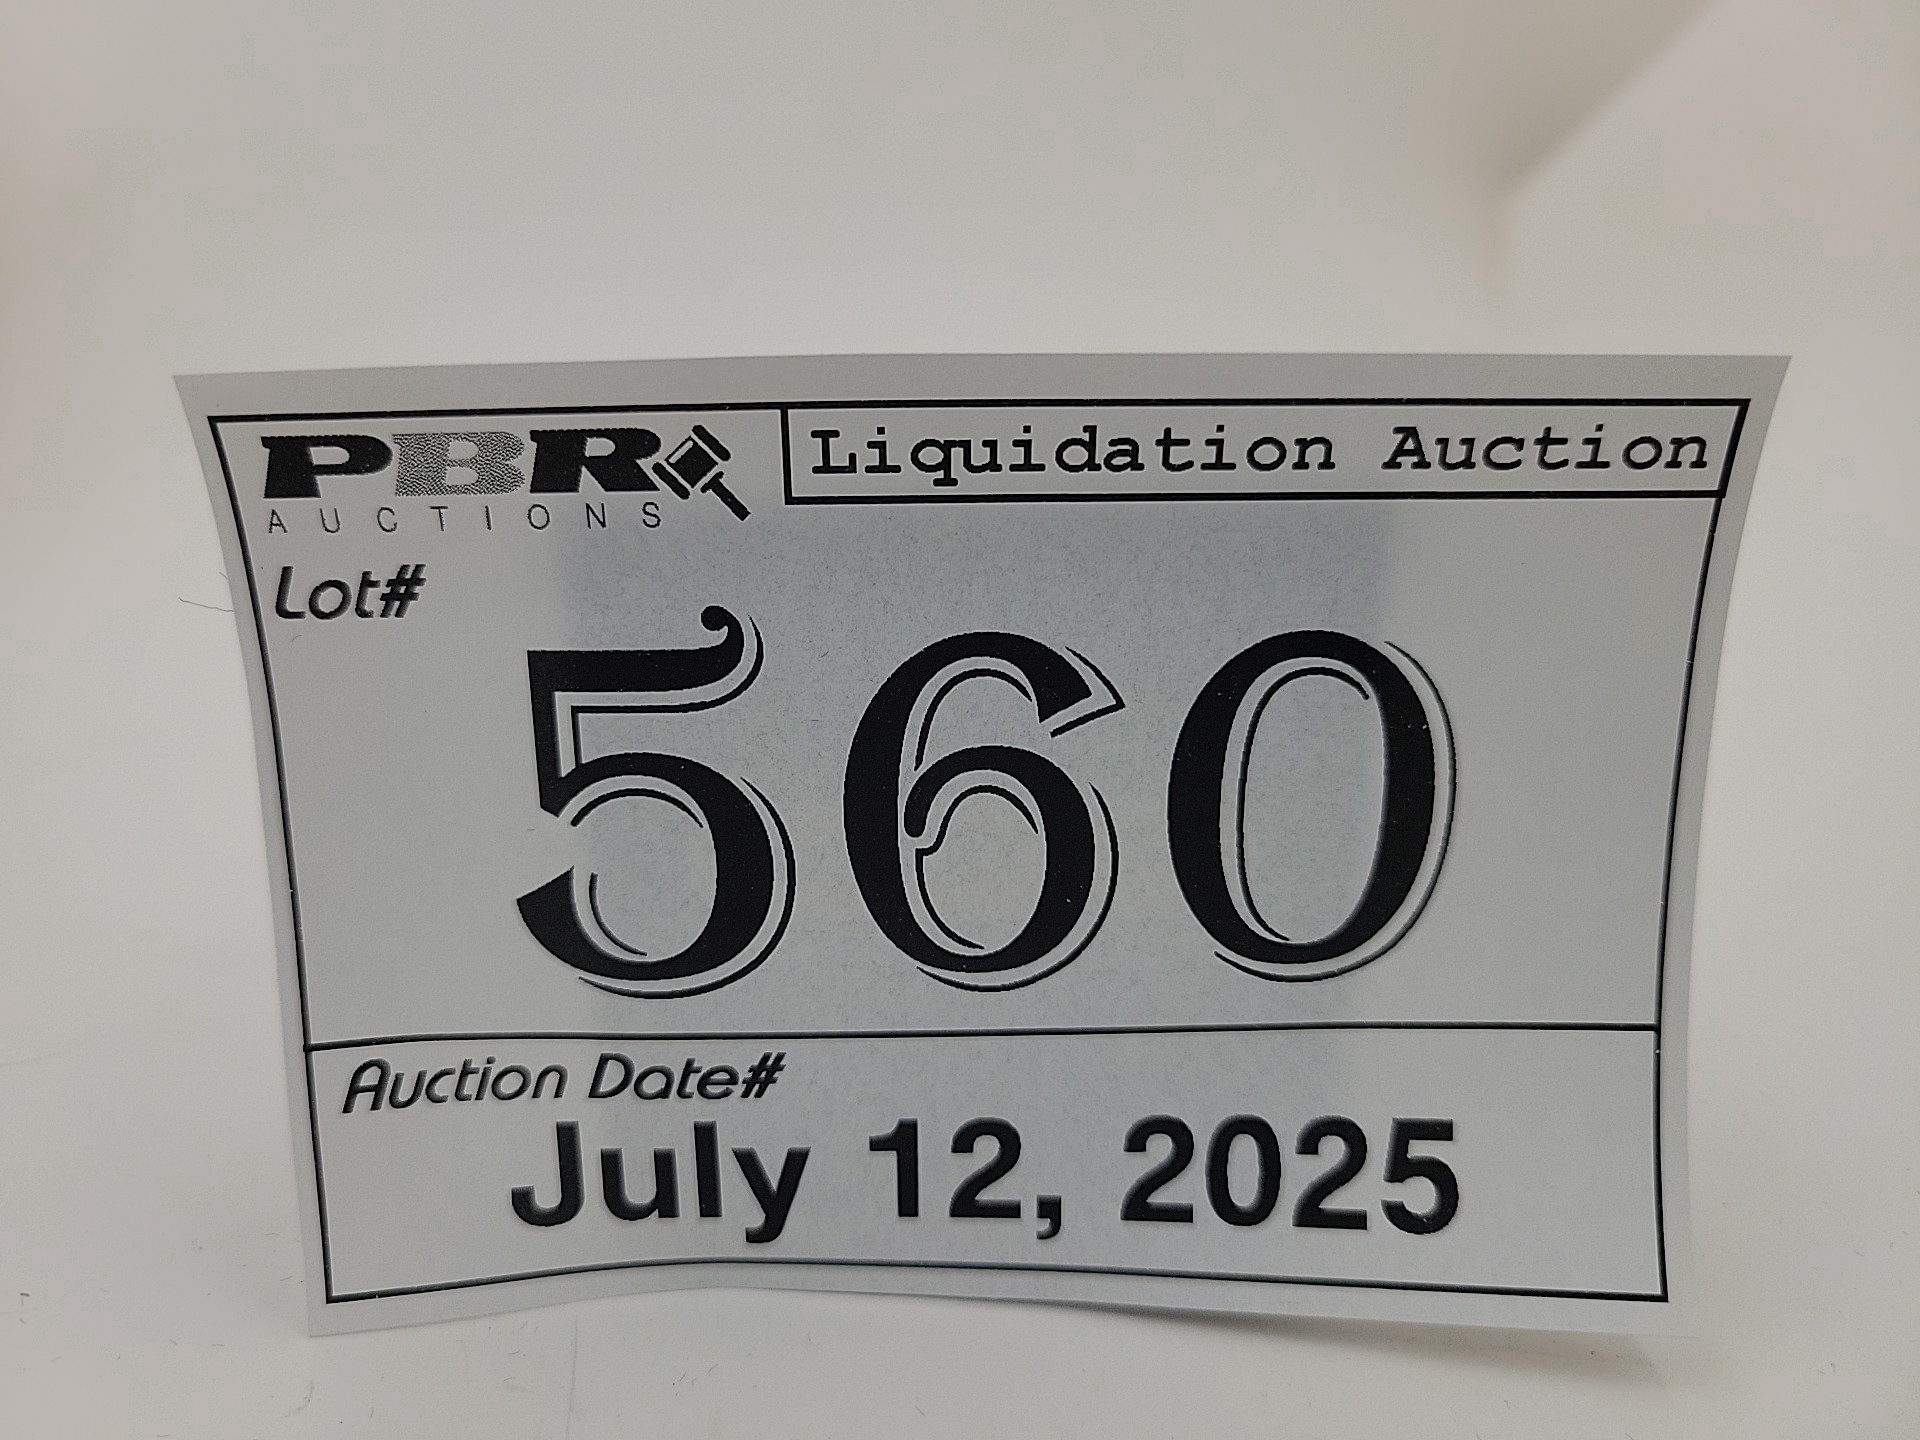 PBR
AUCTIONS
Liquidation Auction
Lot#
560
Auction Date#
July 12, 2025